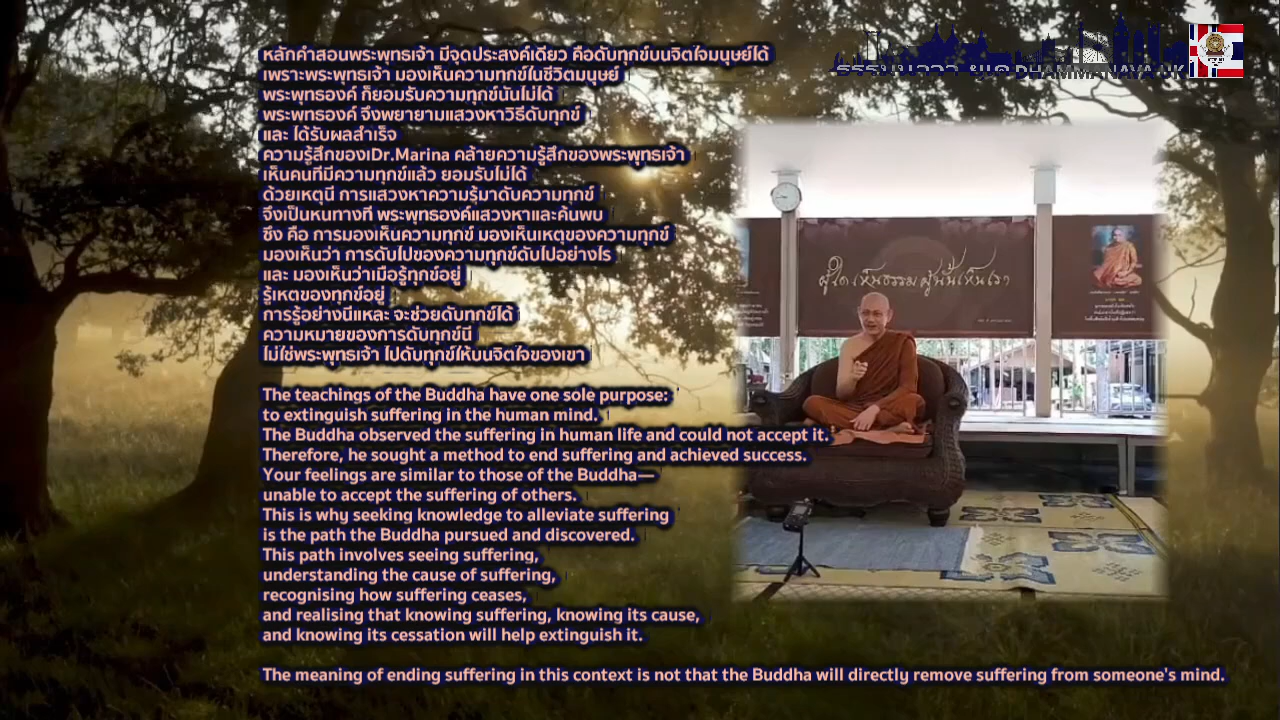 หลักคำสอนพระพุทธเจ้า มีจุดประสงค์เดียว คือดับทุกข์บนจิตใจมนุษย์ได้
เพราะพระพุทธเจ้า มองเห็นความทุกข์ในชีวิตมนุษย์
พระพุทธองค์ ก็ยอมรับความทุกข์นั้นไม่ได้
พระพุทธองค์ จึงพยายามแสวงหาวิธีดับทุกข์
และ ได้รับผลสำเร็จ
ความรู้สึกของDr.Marina คล้ายความรู้สึกของพระพุทธเจ้า
เห็นคนที่มีความทุกข์แล้ว ยอมรับไม่ได้
ด้วยเหตุนี้ การแสวงหาความรู้มาดับความทุกข์
จึงเป็นหนทางที่ พระพุทธองค์แสวงหาและค้นพบ
ซึ่ง คือ การมองเห็นความทุกข์ มองเห็นเหตุของความทุกข์
มองเห็นว่า การดับไปของความทุกข์ดับไปอย่างไร
และ มองเห็นว่าเมื่อรู้ทุกข์อยู่
รู้เหตุของทุกข์อยู่
การรู้อย่างนี้แหละ จะช่วยดับทุกข์ได้
ความหมายของการดับทุกข์นี้
ไม่ใช่พระพุทธเจ้า ไปดับทุกข์ให้บนจิตใจของเขา
The teachings of the Buddha have one sole purpose:
to extinguish suffering in the human mind.
The Buddha observed the suffering in human life and could not accept it.
Therefore, he sought a method to end suffering and achieved success.
Your feelings are similar to those of the Buddha—
unable to accept the suffering of others.
This is why seeking knowledge to alleviate suffering
is the path the Buddha pursued and discovered.
This path involves seeing suffering,
understanding the cause of suffering,
recognising how suffering ceases,
and realising that knowing suffering, knowing its cause,
and knowing its cessation will help extinguish it.
The meaning of ending suffering in this context is not that the Buddha will directly remove suffering from someone's mind.
DHAMMANAVA UK
ผู้ใดเห็นธรรม ผู้นั้นเห็นเรา